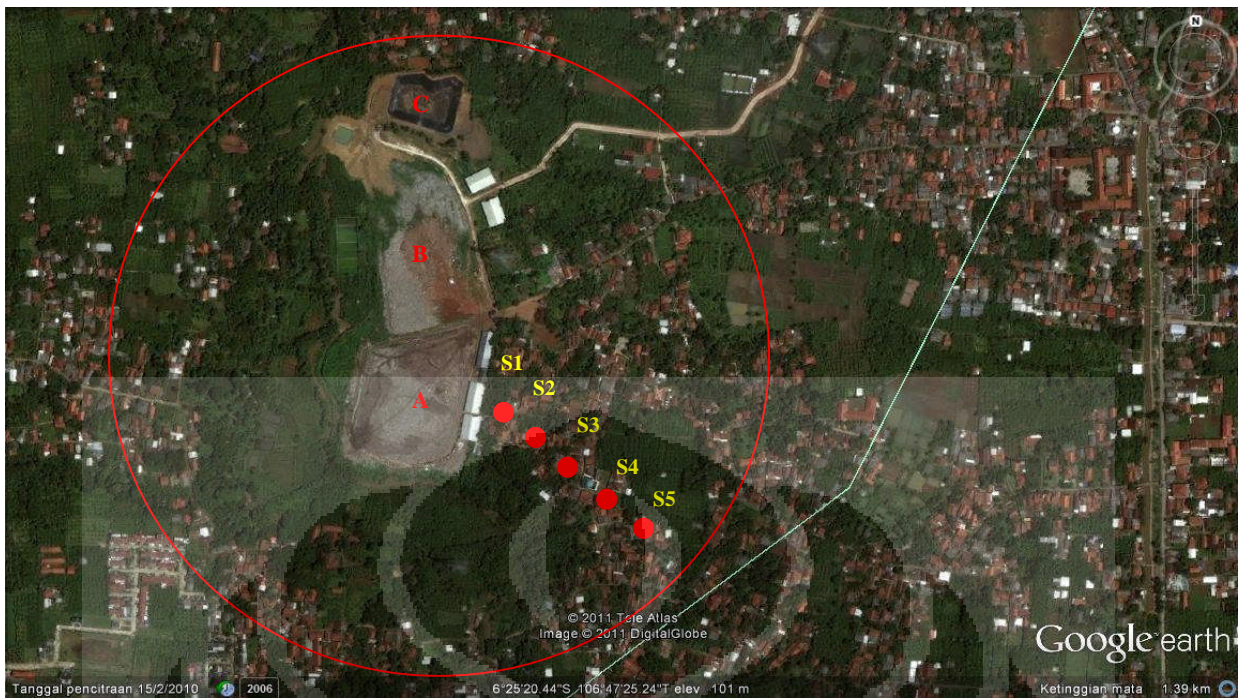 N
C
B
S1
S2
A
S3
S4
S5
© 2011 Tele Atlas
Image © 2011 DigitalGlobe
Google earth
Tanggal pencitraan 15/2/2010 2006 6°25'20.44"S 106°47'25.24"T elev 101 m Ketinggian mata 1.39 km